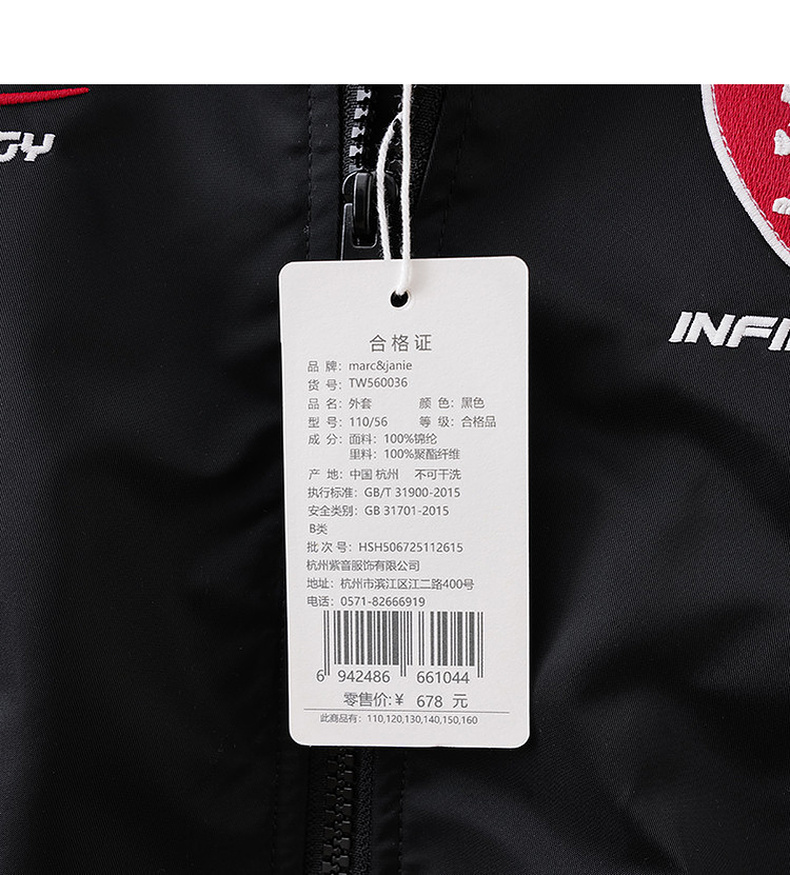 GY
INFI
合格证
品 牌: marc&janie
货 号: TW560036
品 名: 外套 颜 色: 黑色
型 号: 110/56 等 级: 合格品
成 分: 面料: 100%锦纶
里料: 100%聚酯纤维
产 地: 中国 杭州 不可干洗
执行标准: GB/T 31900-2015
安全类别: GB 31701-2015
B类
批 次 号: HSH506725112615
杭州紫音服饰有限公司
地址: 杭州市滨江区江二路400号
电话: 0571-82666919
6 942486 661044
零售价:¥ 678 元
此商品有: 110,120,130,140,150,160